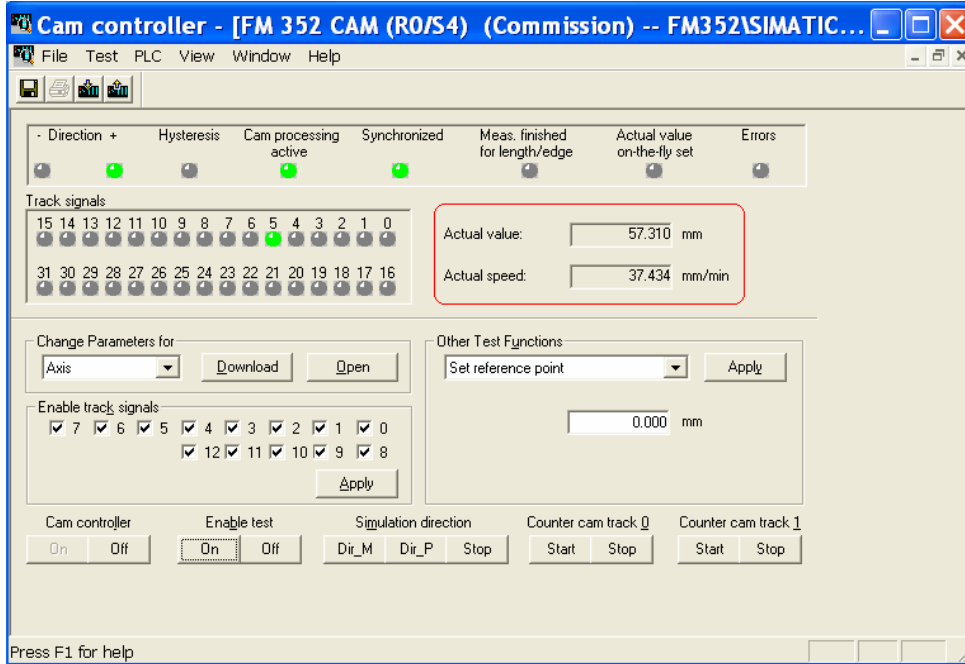 Cam controller - [FM 352 CAM (R0/S4) (Commission) -- FM352\SIMATIC...
File Test PLC View Window Help
- Direction + Hysteresis Cam processing active Synchronized Meas. finished for length/edge Actual value on-the-fly set Errors
Track signals
15 14 13 12 11 10 9 8 7 6 5 4 3 2 1 0
31 30 29 28 27 26 25 24 23 22 21 20 19 18 17 16
Actual value: 57.310 mm
Actual speed: 37.434 mm/min
Change Parameters for
Axis Download Open
Other Test Functions
Set reference point Apply
0.000 mm
Enable track signals
7 6 5 4 3 2 1 0
12 11 10 9 8
Apply
Cam controller Enable test Simulation direction Counter cam track 0 Counter cam track 1
On Off On Off Dir_M Dir_P Stop Start Stop Start Stop
Press F1 for help